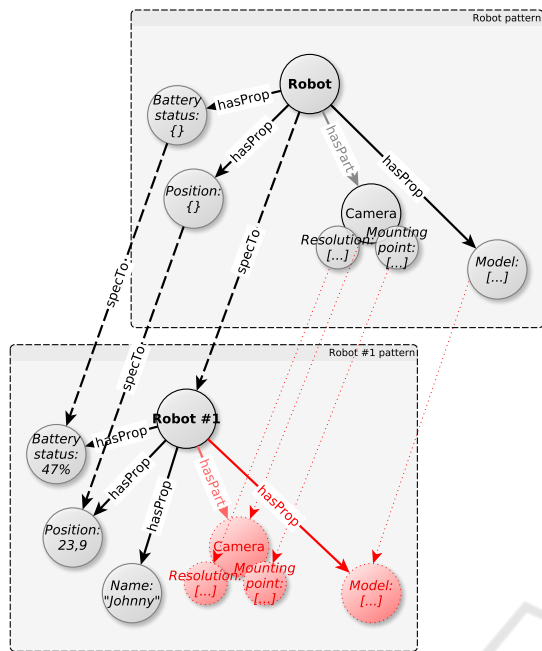 Robot pattern
Robot
Battery
status:
{}
hasProp
hasProp
hasPart
hasProp
Position:
{}
Camera
Resolution:
[...]
Mounting
point:
[...]
Model:
[...]
specTo
specTo
specTo
Robot #1 pattern
Robot #1
Battery
status:
47%
hasProp
hasProp
hasProp
hasPart
hasProp
Position:
23,9
Name:
"Johnny"
Camera
Resolution:
[...]
Mounting
point:
[...]
Model:
[...]